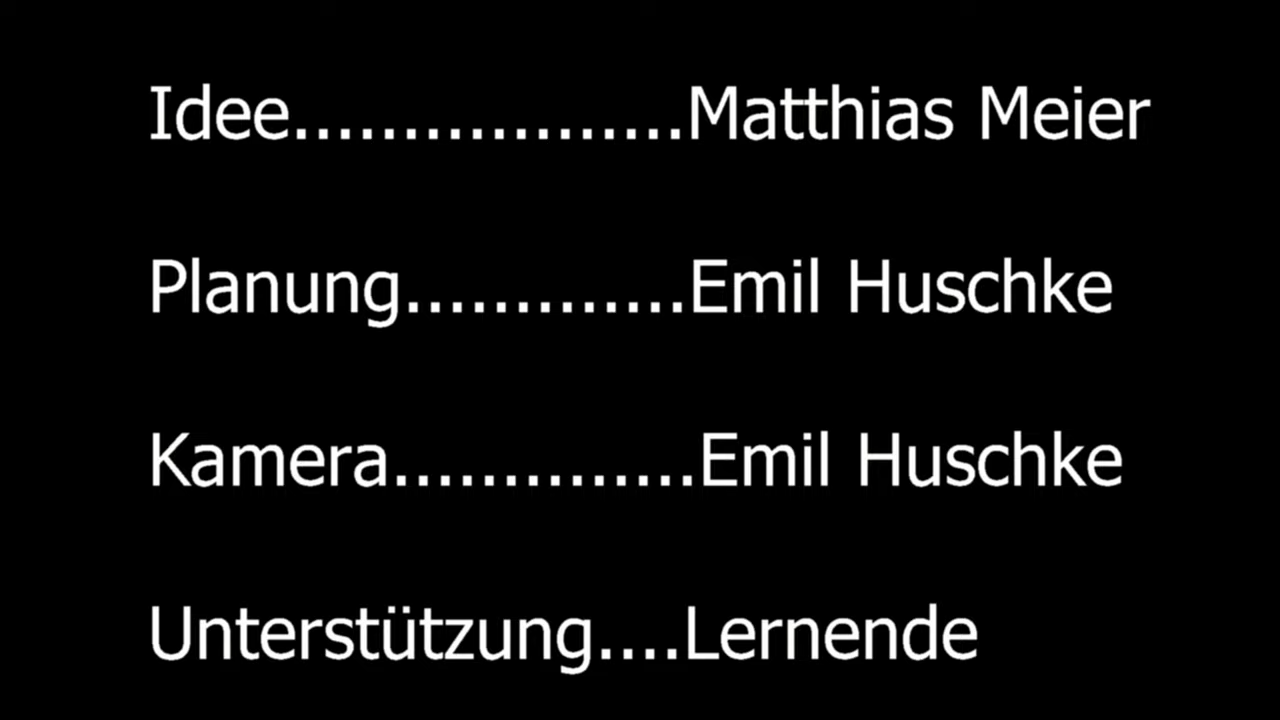 Idee..................Matthias Meier
Planung.............Emil Huschke
Kamera..............Emil Huschke
Unterstützung....Lernende